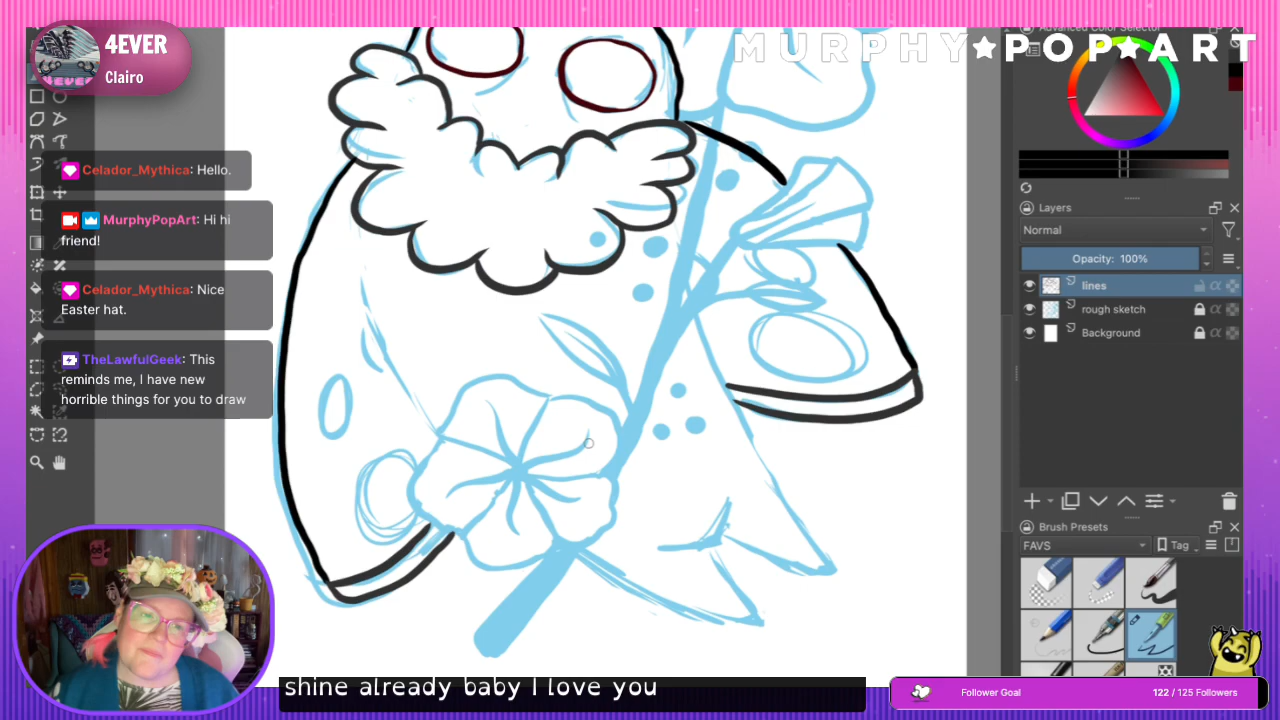 4EVER
Clairo
MURPHY★POP★ART
Advanced Color Selector
Celador_Mythica: Hello.
MurphyPopArt: Hi hi
friend!
Celador_Mythica: Nice
Easter hat.
TheLawfulGeek: This
reminds me, I have new
horrible things for you to draw
Layers
Normal
Opacity: 100%
lines
rough sketch
Background
Brush Presets
FAVS
Tag
shine already baby I love you
Follower Goal
122 / 125 Followers